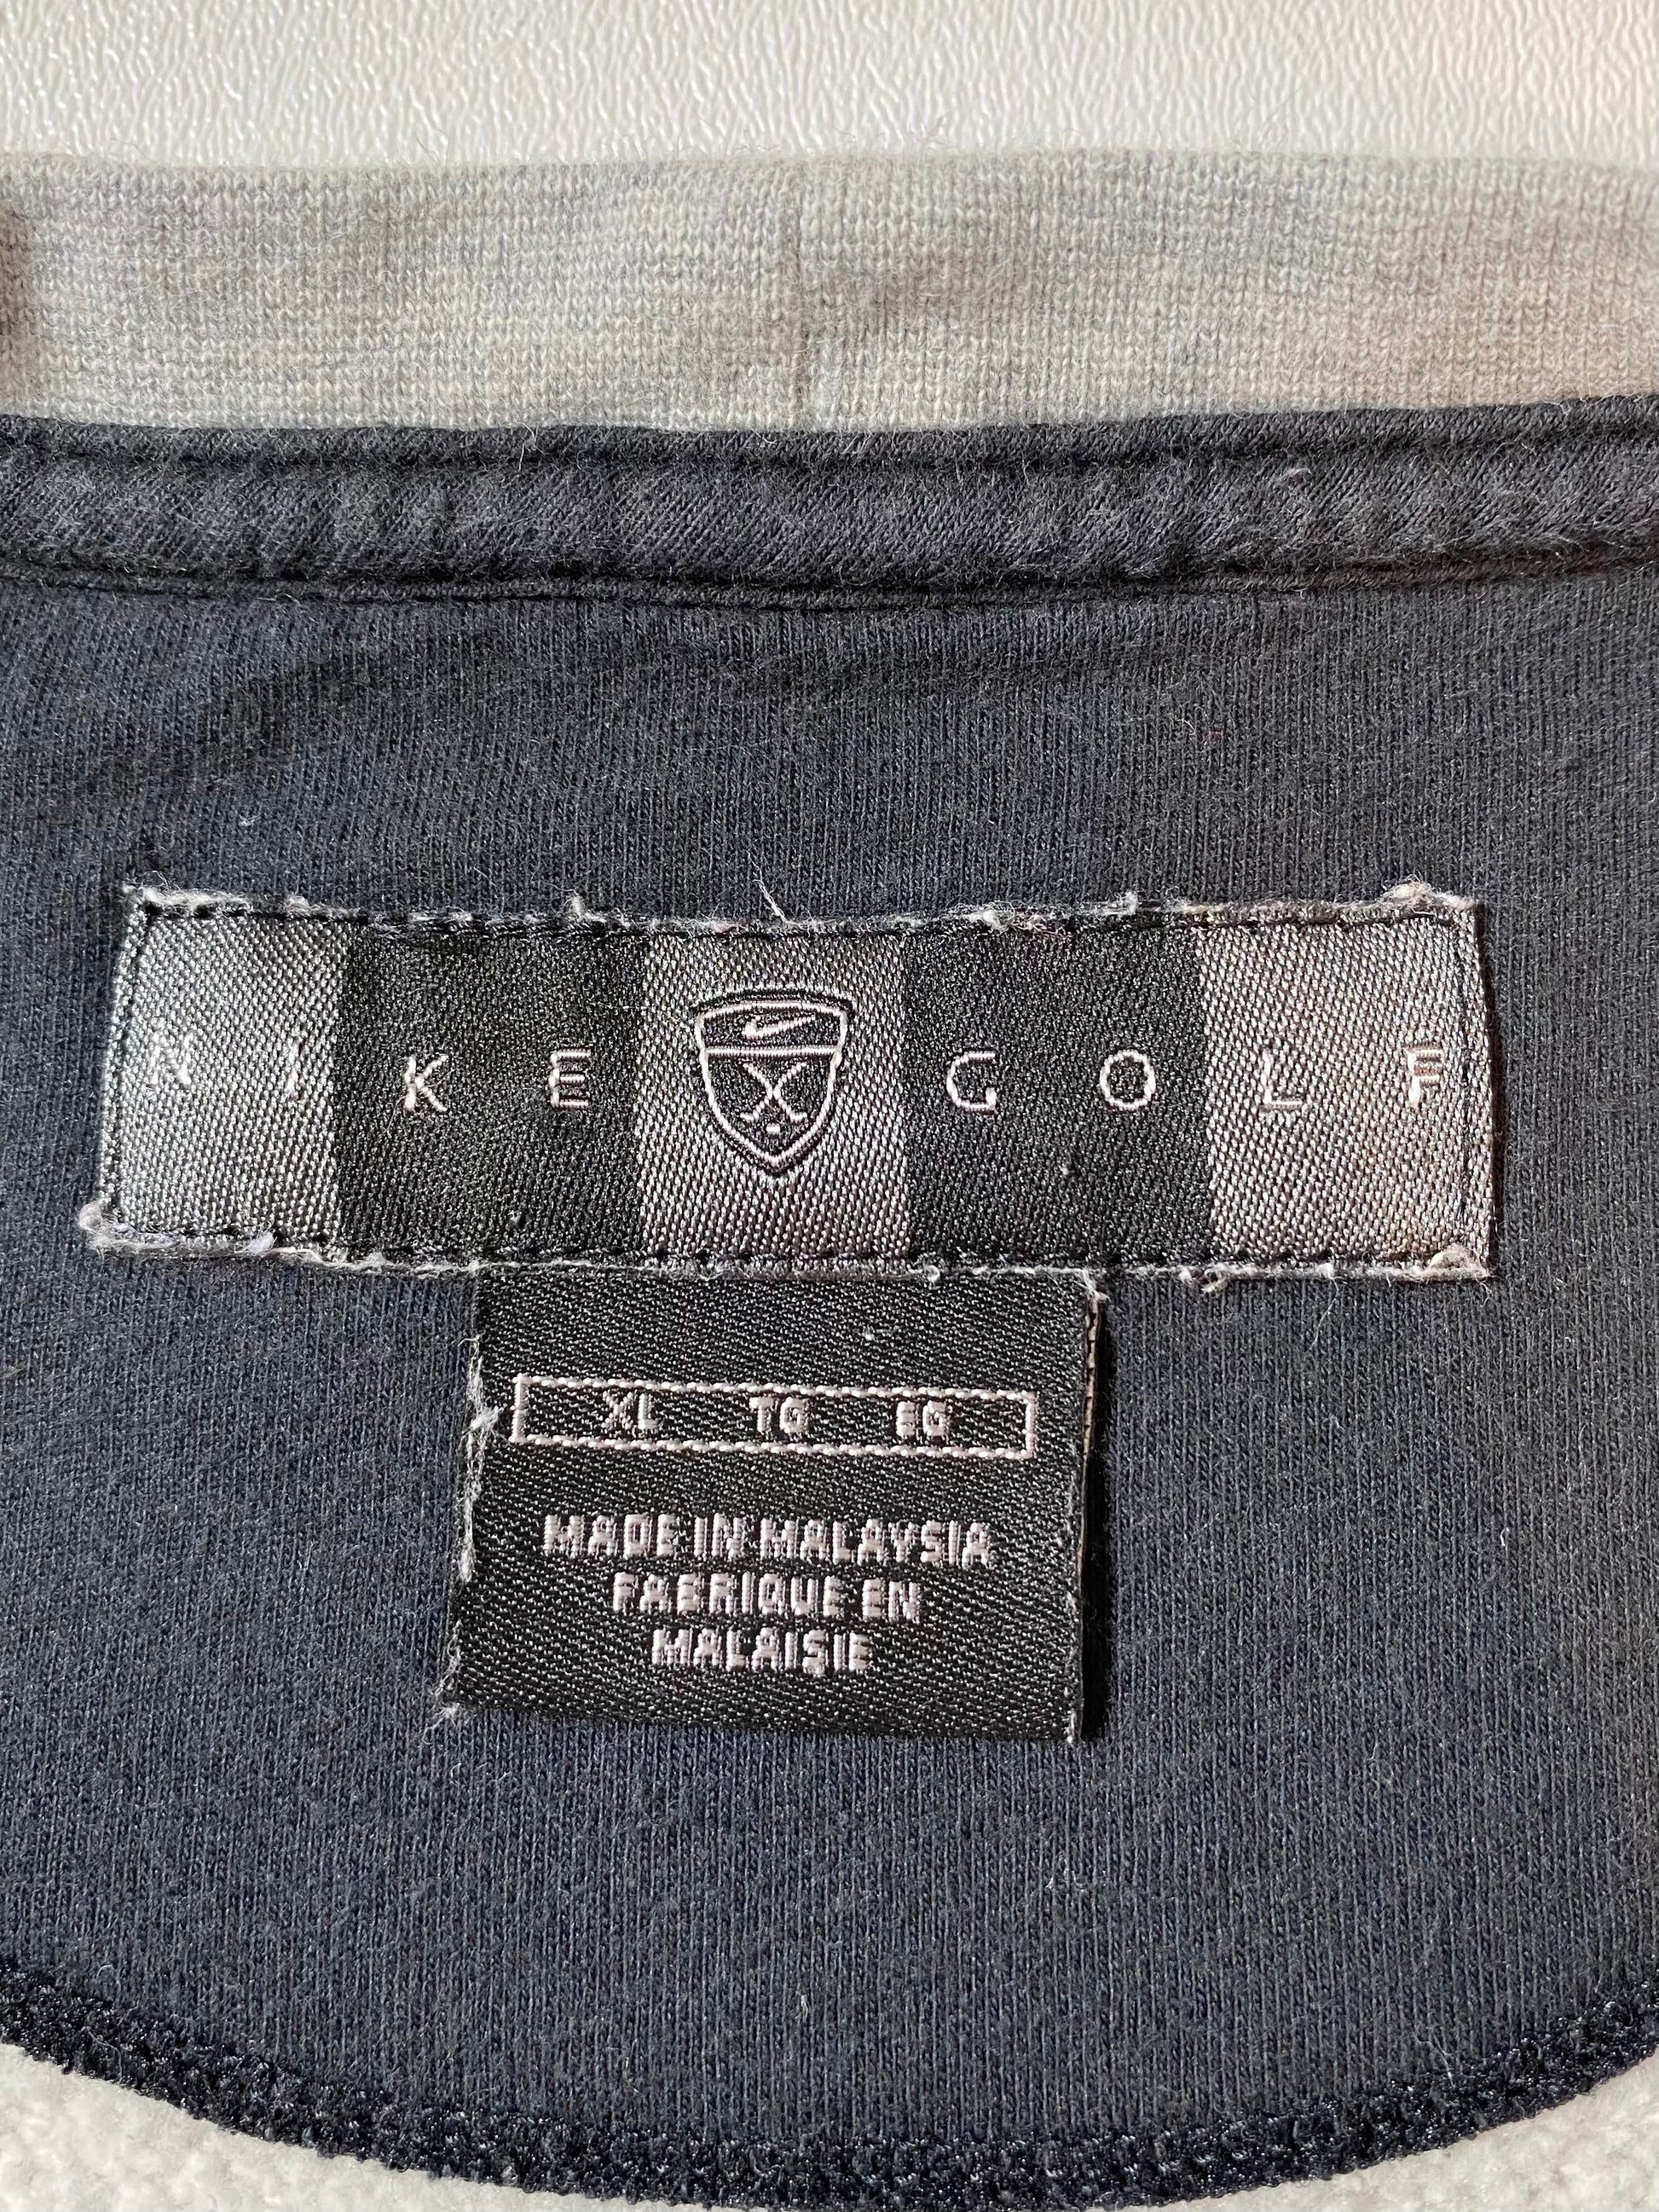 NIKE GOLF
XL TG EG
MADE IN MALAYSIA
FABRIQUE EN
MALAISIE